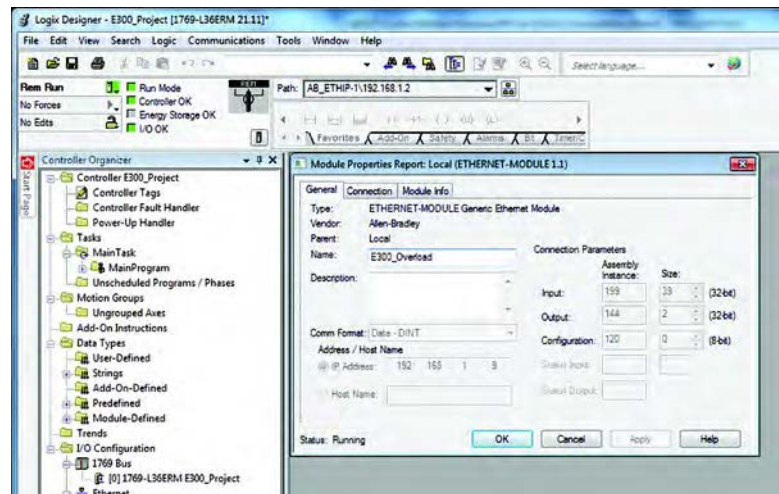 Logix Designer - E300_Project [1769-L36ERM 21.11]*
File Edit View Search Logic Communications Tools Window Help
Select language...
Rem Run
Run Mode
Path: AB_ETHIP-1\192.168.1.2
No Forces
Controller OK
Energy Storage OK
No Edits
I/O OK
Favorites Add-On Safety Alarms Bit Timer/C
Start Page
Controller Organizer
Controller E300_Project
Controller Tags
Controller Fault Handler
Power-Up Handler
Tasks
MainTask
MainProgram
Unscheduled Programs / Phases
Motion Groups
Ungrouped Axes
Add-On Instructions
Data Types
User-Defined
Strings
Add-On-Defined
Predefined
Module-Defined
Trends
I/O Configuration
1769 Bus
[0] 1769-L36ERM E300_Project
Ethernet
Module Properties Report: Local (ETHERNET-MODULE 1.1)
General Connection Module Info
Type: ETHERNET-MODULE Generic Ethernet Module
Vendor: Allen-Bradley
Parent: Local
Name: E300_Overload
Description:
Comm Format: Data - DINT
Address / Host Name
IP Address: 192 168 1 9
Host Name:
Connection Parameters
Assembly Instance: Size:
Input: 199 39 (32-bit)
Output: 144 2 (32-bit)
Configuration: 120 0 (8-bit)
Status Input:
Status Output:
Status: Running
OK Cancel Apply Help